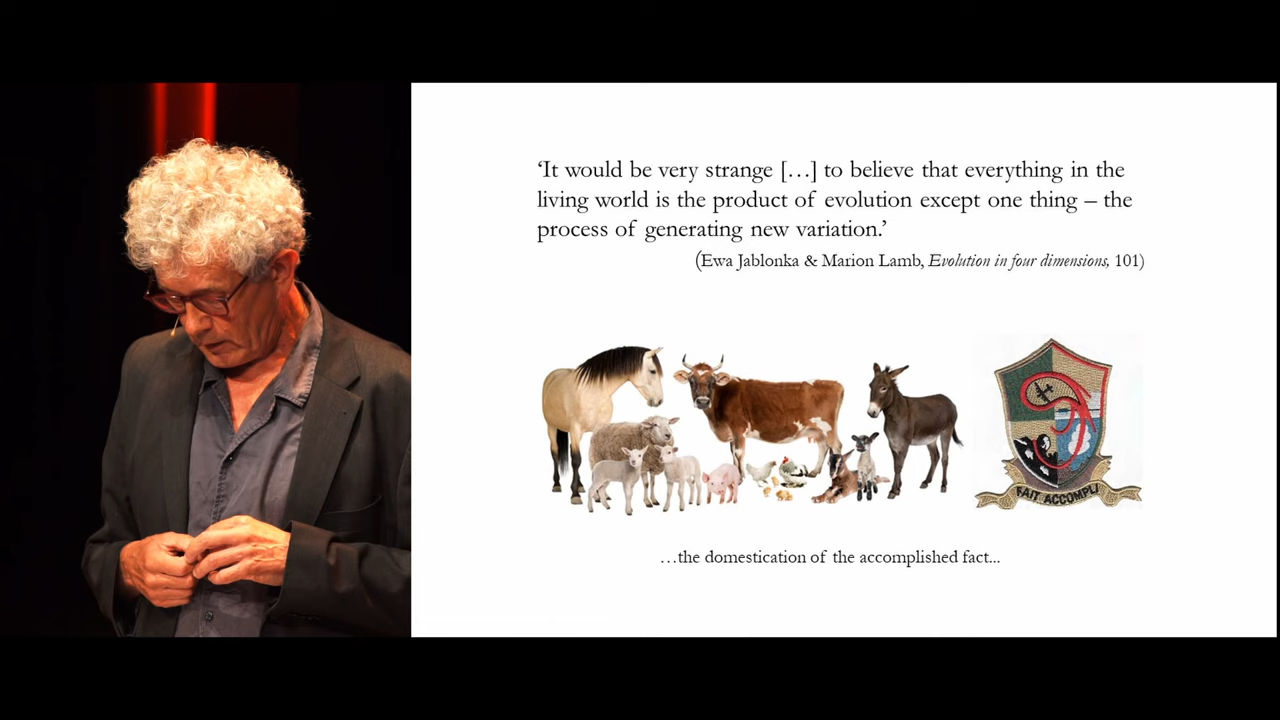 ‘It would be very strange […] to believe that everything in the
living world is the product of evolution except one thing – the
process of generating new variation.’
(Ewa Jablonka & Marion Lamb, Evolution in four dimensions, 101)
FAIT ACCOMPLI
…the domestication of the accomplished fact...